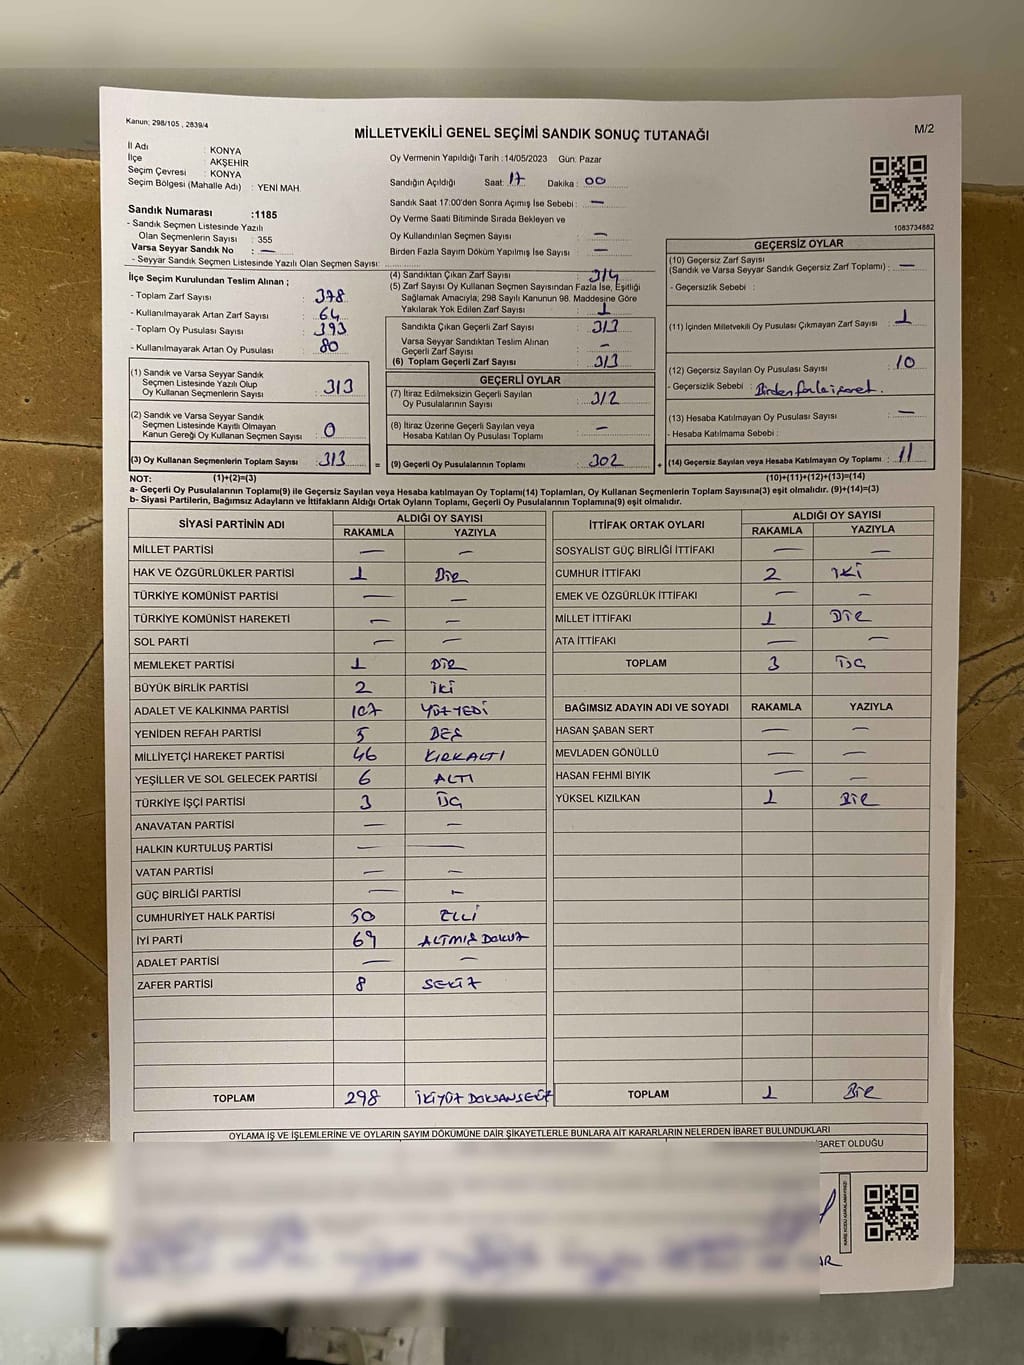 Kanun; 298/105 , 2839/4
MİLLETVEKİLİ GENEL SEÇİMİ SANDIK SONUÇ TUTANAĞI
M/2
İl Adı : KONYA
İlçe : AKŞEHİR
Seçim Çevresi : KONYA
Seçim Bölgesi (Mahalle Adı) : YENİ MAH.
Sandık Numarası :1185
- Sandık Seçmen Listesinde Yazılı
Olan Seçmenlerin Sayısı : 355
Varsa Seyyar Sandık No : —
- Seyyar Sandık Seçmen Listesinde Yazılı Olan Seçmen Sayısı:
İlçe Seçim Kurulundan Teslim Alınan ;
- Toplam Zarf Sayısı : 378
- Kullanılmayarak Artan Zarf Sayısı : 64
- Toplam Oy Pusulası Sayısı : 393
- Kullanılmayarak Artan Oy Pusulası : 80
(1) Sandık ve Varsa Seyyar Sandık
Seçmen Listesinde Yazılı Olup
Oy Kullanan Seçmenlerin Sayısı : 313
(2) Sandık ve Varsa Seyyar Sandık
Seçmen Listesinde Kayıtlı Olmayan
Kanun Gereği Oy Kullanan Seçmen Sayısı : 0
(3) Oy Kullanan Seçmenlerin Toplam Sayısı : 313
Oy Vermenin Yapıldığı Tarih : 14/05/2023 Gün: Pazar
Sandığın Açıldığı Saat: 17 Dakika : 00
Sandık Saat 17:00'den Sonra Açımış İse Sebebi : —
Oy Verme Saati Bitiminde Sırada Bekleyen ve
Oy Kullandırılan Seçmen Sayısı : —
Birden Fazla Sayım Döküm Yapılmış İse Sayısı : —
(4) Sandıktan Çıkan Zarf Sayısı : 314
(5) Zarf Sayısı Oy Kullanan Seçmen Sayısından Fazla İse, Eşitliği
Sağlamak Amacıyla; 298 Sayılı Kanunun 98. Maddesine Göre
Yakılarak Yok Edilen Zarf Sayısı : 1
Sandıkta Çıkan Geçerli Zarf Sayısı : 313
Varsa Seyyar Sandıktan Teslim Alınan
Geçerli Zarf Sayısı : —
(6) Toplam Geçerli Zarf Sayısı : 313
GEÇERLİ OYLAR
(7) İtiraz Edilmeksizin Geçerli Sayılan
Oy Pusulalarının Sayısı : 312
(8) İtiraz Üzerine Geçerli Sayılan veya
Hesaba Katılan Oy Pusulası Toplamı : —
= (9) Geçerli Oy Pusulalarının Toplamı : 302
1083734882
GEÇERSİZ OYLAR
(10) Geçersiz Zarf Sayısı
(Sandık ve Varsa Seyyar Sandık Geçersiz Zarf Toplamı) : —
- Geçersizlik Sebebi :
(11) İçinden Milletvekili Oy Pusulası Çıkmayan Zarf Sayısı : 1
(12) Geçersiz Sayılan Oy Pusulası Sayısı : 10
- Geçersizlik Sebebi : Birden fazla işaret.
(13) Hesaba Katılmayan Oy Pusulası Sayısı : —
- Hesaba Katılmama Sebebi :
+ (14) Geçersiz Sayılan veya Hesaba Katılmayan Oy Toplamı : 11
NOT: (1)+(2)=(3) (10)+(11)+(12)+(13)=(14)
a- Geçerli Oy Pusulalarının Toplamı(9) ile Geçersiz Sayılan veya Hesaba katılmayan Oy Toplamı(14) Toplamları, Oy Kullanan Seçmenlerin Toplam Sayısına(3) eşit olmalıdır. (9)+(14)=(3)
b- Siyasi Partilerin, Bağımsız Adayların ve İttifakların Aldığı Ortak Oyların Toplamı, Geçerli Oy Pusulalarının Toplamına(9) eşit olmalıdır.
SİYASİ PARTİNİN ADI ALDIĞI OY SAYISI
RAKAMLA YAZIYLA
MİLLET PARTİSİ — —
HAK VE ÖZGÜRLÜKLER PARTİSİ 1 Bir
TÜRKİYE KOMÜNİST PARTİSİ — —
TÜRKİYE KOMÜNİST HAREKETİ — —
SOL PARTİ — —
MEMLEKET PARTİSİ 1 Bir
BÜYÜK BİRLİK PARTİSİ 2 İki
ADALET VE KALKINMA PARTİSİ 107 YÜZYEDİ
YENİDEN REFAH PARTİSİ 5 BEŞ
MİLLİYETÇİ HAREKET PARTİSİ 46 KIRKALTI
YEŞİLLER VE SOL GELECEK PARTİSİ 6 ALTI
TÜRKİYE İŞÇİ PARTİSİ 3 ÜÇ
ANAVATAN PARTİSİ — —
HALKIN KURTULUŞ PARTİSİ — —
VATAN PARTİSİ — —
GÜÇ BİRLİĞİ PARTİSİ — —
CUMHURİYET HALK PARTİSİ 50 ELLİ
İYİ PARTİ 69 ALTMIŞ DOKUZ
ADALET PARTİSİ — —
ZAFER PARTİSİ 8 SEKİZ
TOPLAM 298 İKİYÜZ DOKSANSEKİZ
İTTİFAK ORTAK OYLARI ALDIĞI OY SAYISI
RAKAMLA YAZIYLA
SOSYALİST GÜÇ BİRLİĞİ İTTİFAKI — —
CUMHUR İTTİFAKI 2 İKİ
EMEK VE ÖZGÜRLÜK İTTİFAKI — —
MİLLET İTTİFAKI 1 BİR
ATA İTTİFAKI — —
TOPLAM 3 ÜÇ
BAĞIMSIZ ADAYIN ADI VE SOYADI RAKAMLA YAZIYLA
HASAN ŞABAN SERT — —
MEVLADEN GÖNÜLLÜ — —
HASAN FEHMİ BIYIK — —
YÜKSEL KIZILKAN 1 Bir
TOPLAM 1 Bir
OYLAMA İŞ VE İŞLEMLERİNE VE OYLARIN SAYIM DÖKÜMÜNE DAİR ŞİKAYETLERLE BUNLARA AİT KARARLARIN NELERDEN İBARET BULUNDUKLARI
İBARET OLDUĞU